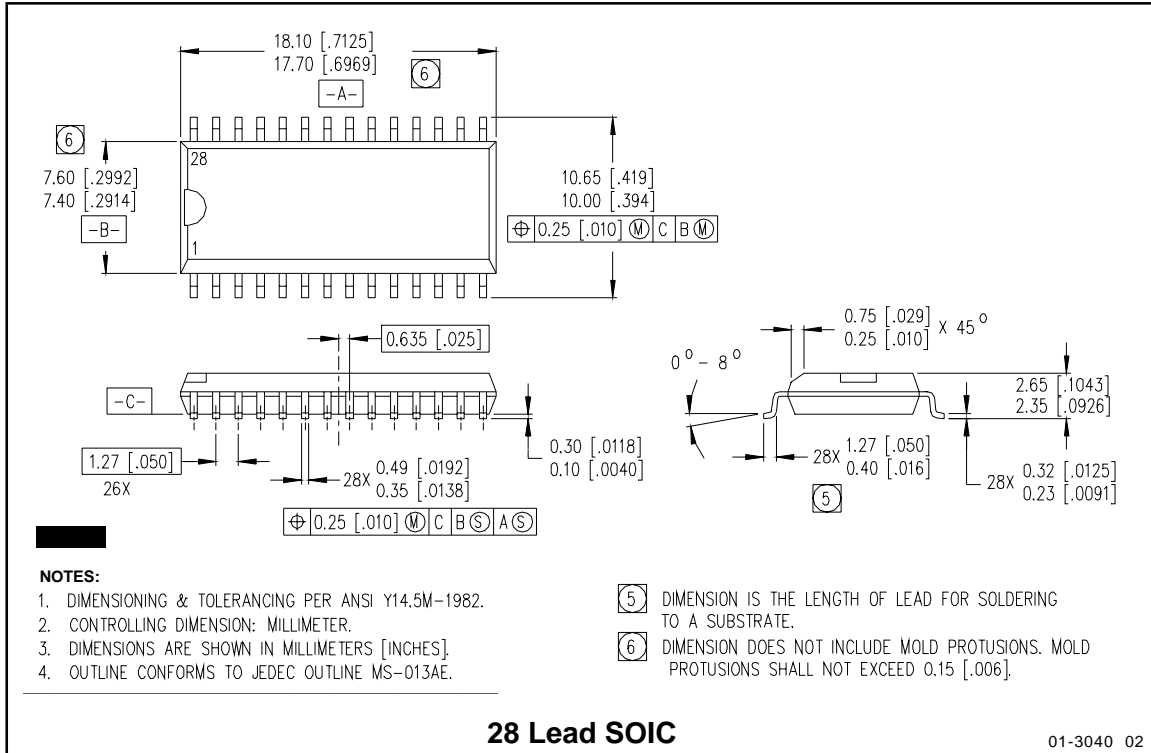 18.10 [.7125]
17.70 [.6969]
6
-A-
6
28
7.60 [.2992]
7.40 [.2914]
-B-
1
10.65 [.419]
10.00 [.394]
⌖ 0.25 [.010] Ⓜ C B Ⓜ
0.635 [.025]
-C-
1.27 [.050]
26X
28X 0.49 [.0192]
0.35 [.0138]
⌖ 0.25 [.010] Ⓜ C B Ⓢ A Ⓢ
0.30 [.0118]
0.10 [.0040]
0.75 [.029]
0.25 [.010] X 45°
0° - 8°
2.65 [.1043]
2.35 [.0926]
28X 1.27 [.050]
0.40 [.016]
5
28X 0.32 [.0125]
0.23 [.0091]
NOTES:
1. DIMENSIONING & TOLERANCING PER ANSI Y14.5M-1982.
2. CONTROLLING DIMENSION: MILLIMETER.
3. DIMENSIONS ARE SHOWN IN MILLIMETERS [INCHES].
4. OUTLINE CONFORMS TO JEDEC OUTLINE MS-013AE.
5 DIMENSION IS THE LENGTH OF LEAD FOR SOLDERING
TO A SUBSTRATE.
6 DIMENSION DOES NOT INCLUDE MOLD PROTUSIONS. MOLD
PROTUSIONS SHALL NOT EXCEED 0.15 [.006].
28 Lead SOIC
01-3040 02